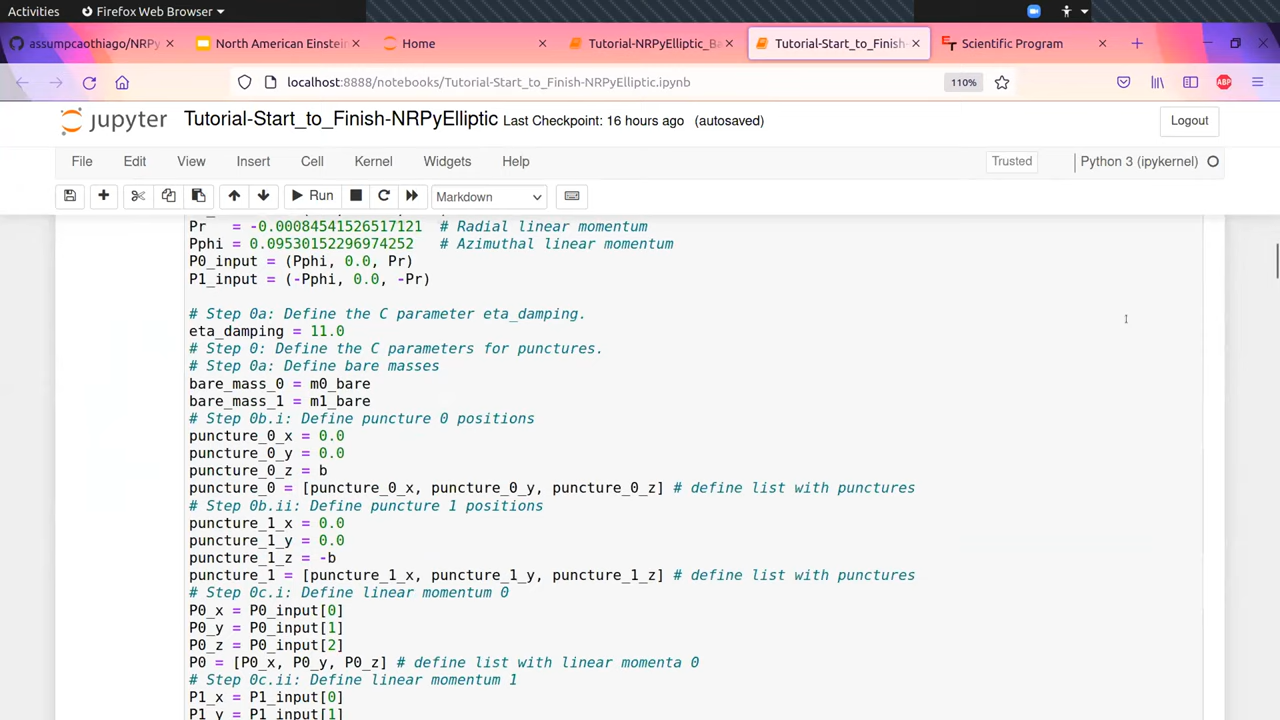 Activities Firefox Web Browser
assumpcaothiago/NRPy North American Einstei Home Tutorial-NRPyElliptic_Ba Tutorial-Start_to_Finish- Scientific Program
localhost:8888/notebooks/Tutorial-Start_to_Finish-NRPyElliptic.ipynb 110% ABP
jupyter Tutorial-Start_to_Finish-NRPyElliptic Last Checkpoint: 16 hours ago (autosaved) Logout
File Edit View Insert Cell Kernel Widgets Help Trusted Python 3 (ipykernel)
Run Markdown
Pr   = -0.00084541526517121  # Radial linear momentum
Pphi = 0.09530152296974252   # Azimuthal linear momentum
P0_input = (Pphi, 0.0, Pr)
P1_input = (-Pphi, 0.0, -Pr)
# Step 0a: Define the C parameter eta_damping.
eta_damping = 11.0
# Step 0: Define the C parameters for punctures.
# Step 0a: Define bare masses
bare_mass_0 = m0_bare
bare_mass_1 = m1_bare
# Step 0b.i: Define puncture 0 positions
puncture_0_x = 0.0
puncture_0_y = 0.0
puncture_0_z = b
puncture_0 = [puncture_0_x, puncture_0_y, puncture_0_z] # define list with punctures
# Step 0b.ii: Define puncture 1 positions
puncture_1_x = 0.0
puncture_1_y = 0.0
puncture_1_z = -b
puncture_1 = [puncture_1_x, puncture_1_y, puncture_1_z] # define list with punctures
# Step 0c.i: Define linear momentum 0
P0_x = P0_input[0]
P0_y = P0_input[1]
P0_z = P0_input[2]
P0 = [P0_x, P0_y, P0_z] # define list with linear momenta 0
# Step 0c.ii: Define linear momentum 1
P1_x = P1_input[0]
P1_y = P1_input[1]